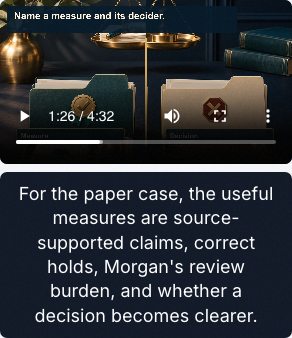 Name a measure and its decider.
1:26 / 4:32
Measure
Decision
For the paper case, the useful
measures are source-
supported claims, correct
holds, Morgan's review
burden, and whether a
decision becomes clearer.